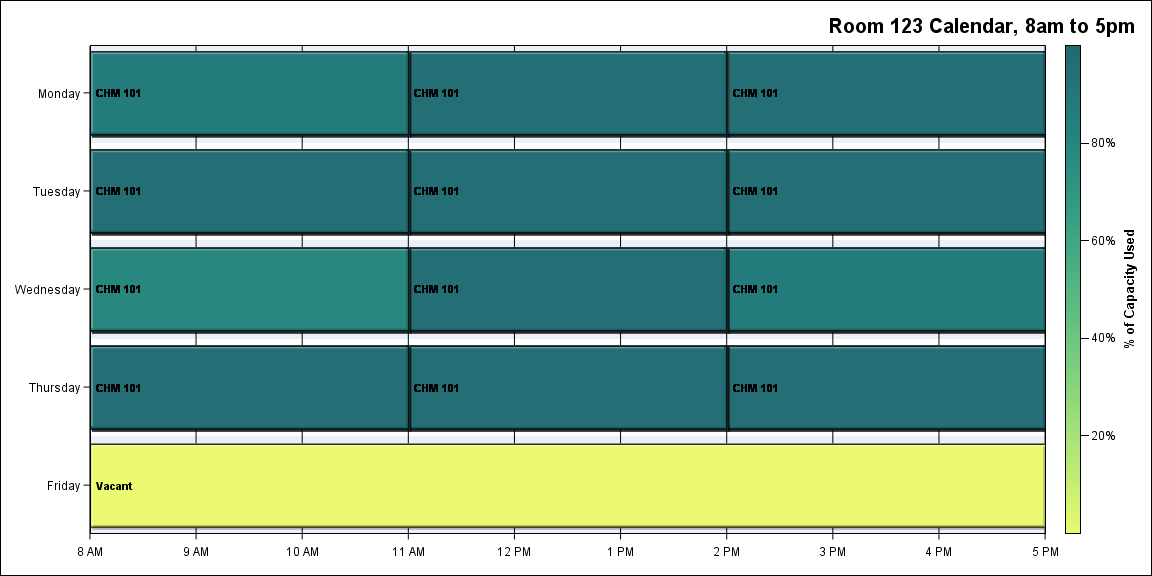 Room 123 Calendar, 8am to 5pm
Monday
CHM 101
CHM 101
CHM 101
Tuesday
CHM 101
CHM 101
CHM 101
Wednesday
CHM 101
CHM 101
CHM 101
Thursday
CHM 101
CHM 101
CHM 101
Friday
Vacant
8 AM
9 AM
10 AM
11 AM
12 PM
1 PM
2 PM
3 PM
4 PM
5 PM
80%
60%
40%
20%
% of Capacity Used